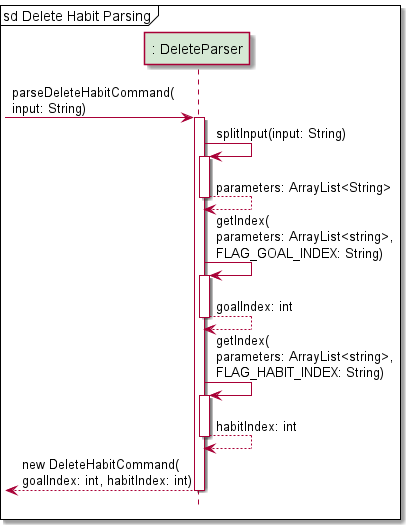 sd Delete Habit Parsing
: DeleteParser
parseDeleteHabitCommand(
input: String)
splitInput(input: String)
parameters: ArrayList<String>
getIndex(
parameters: ArrayList<string>,
FLAG_GOAL_INDEX: String)
goalIndex: int
getIndex(
parameters: ArrayList<string>,
FLAG_HABIT_INDEX: String)
habitIndex: int
new DeleteHabitCommand(
goalIndex: int, habitIndex: int)